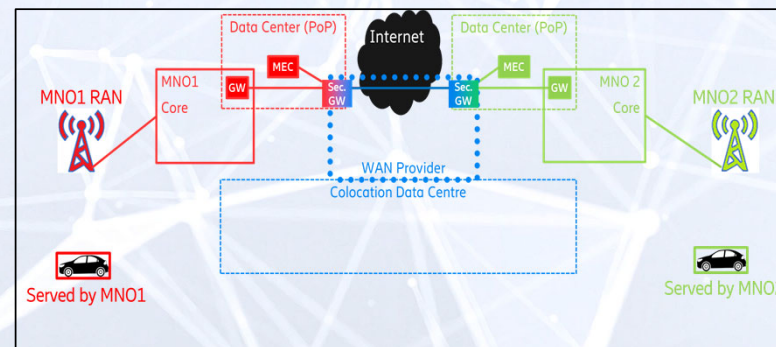 Data Center (PoP)
Internet
Data Center (PoP)
MEC
MEC
MNO1 RAN
MNO1
Core
GW
Sec.
GW
Sec.
GW
GW
MNO 2
Core
MNO2 RAN
WAN Provider
Colocation Data Centre
Served by MNO1
Served by MNO